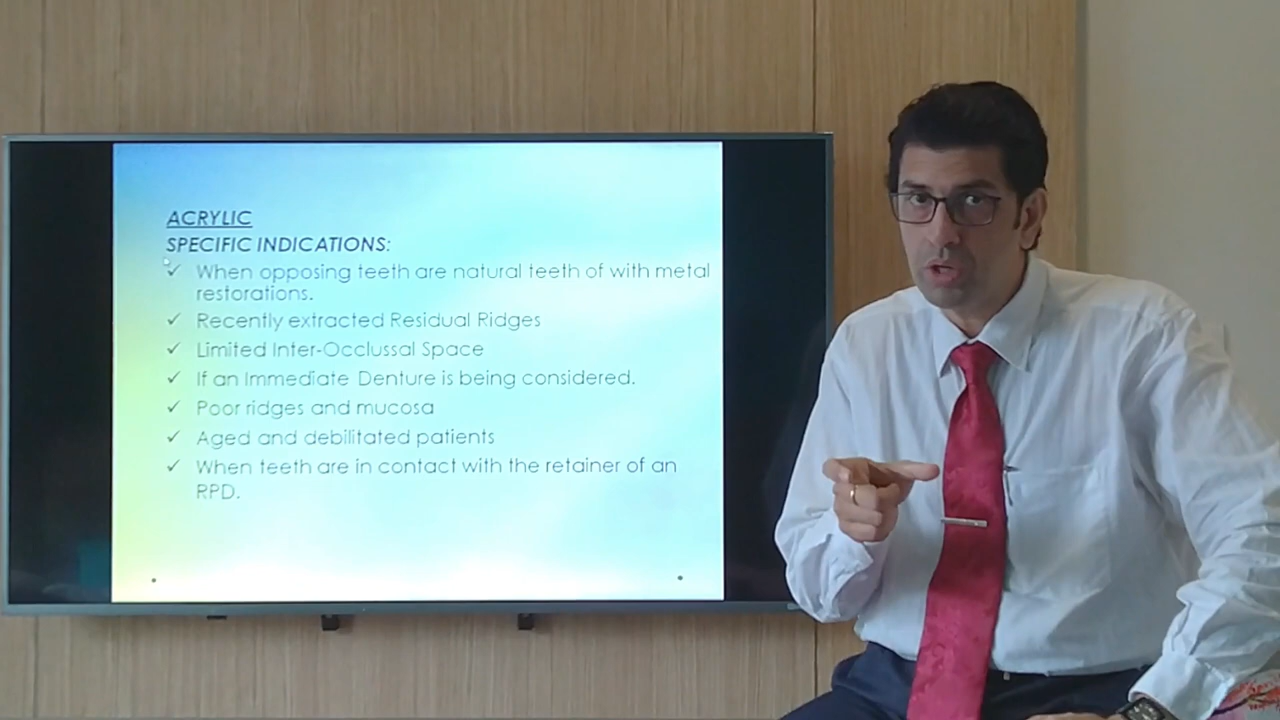 ACRYLIC
SPECIFIC INDICATIONS:
✓ When opposing teeth are natural teeth of with metal
restorations.
✓ Recently extracted Residual Ridges
✓ Limited Inter-Occlussal Space
✓ If an Immediate Denture is being considered.
✓ Poor ridges and mucosa
✓ Aged and debilitated patients
✓ When teeth are in contact with the retainer of an
RPD.